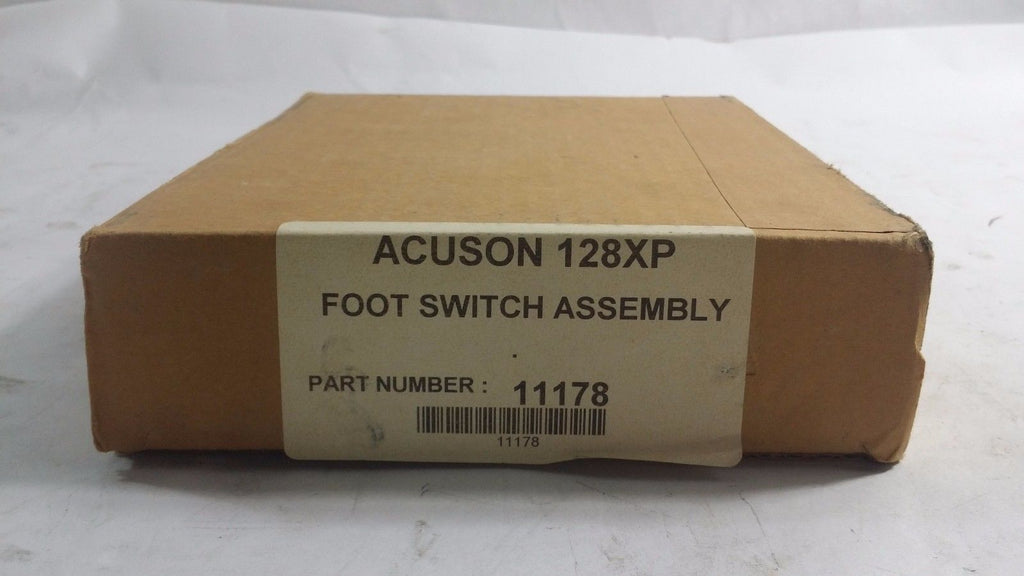 ACUSON 128XP
FOOT SWITCH ASSEMBLY
.
PART NUMBER : 11178
11178